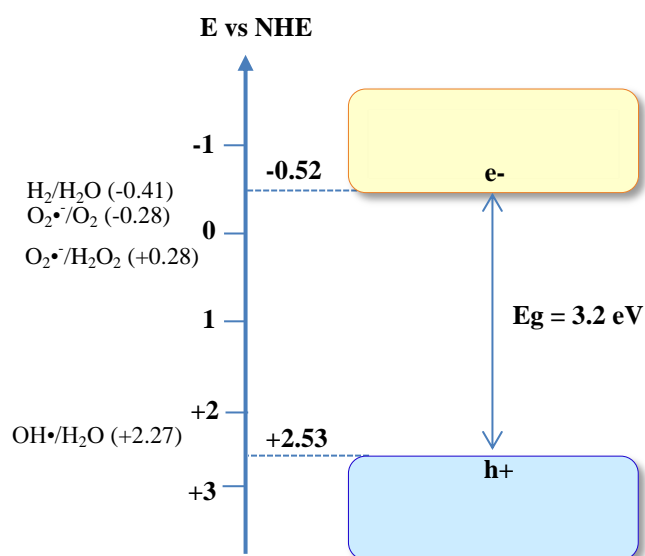 E vs NHE
-1
-0.52
e-
H₂/H₂O (-0.41)
O₂•⁻/O₂ (-0.28)
0
O₂•⁻/H₂O₂ (+0.28)
1
Eg = 3.2 eV
+2
OH•/H₂O (+2.27)
+2.53
h+
+3